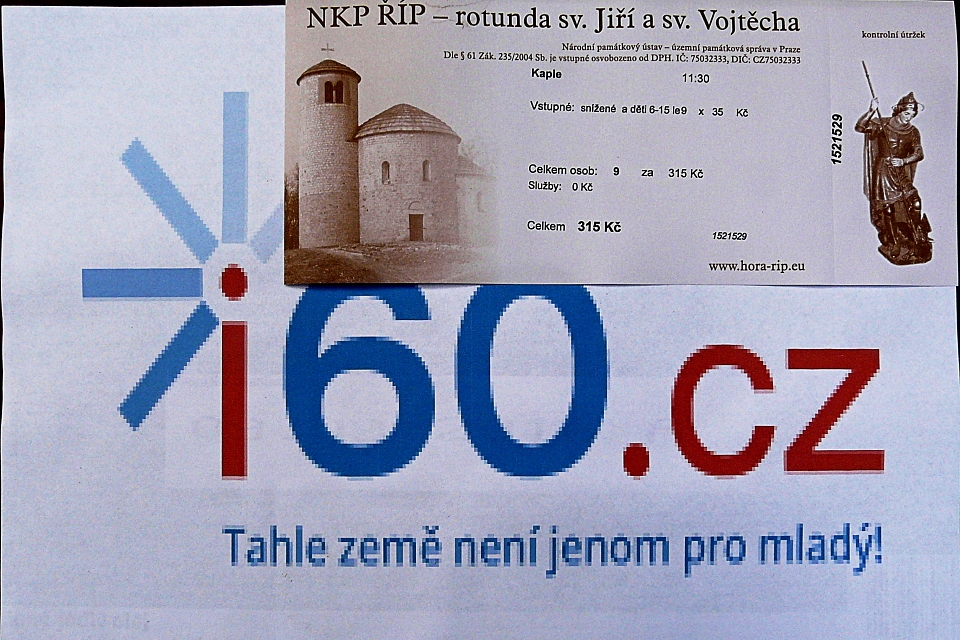 NKP ŘÍP – rotunda sv. Jiří a sv. Vojtěcha
kontrolní útržek
Národní památkový ústav – územní památková správa v Praze
Dle § 61 Zák. 235/2004 Sb. je vstupné osvobozeno od DPH. IČ: 75032333, DIČ: CZ75032333
Kaple 11:30
Vstupné: snížené a děti 6-15 le9 x 35 Kč
1521529
Celkem osob: 9 za 315 Kč
Služby: 0 Kč
Celkem 315 Kč
1521529
www.hora-rip.eu
i60.cz
Tahle země není jenom pro mladý!